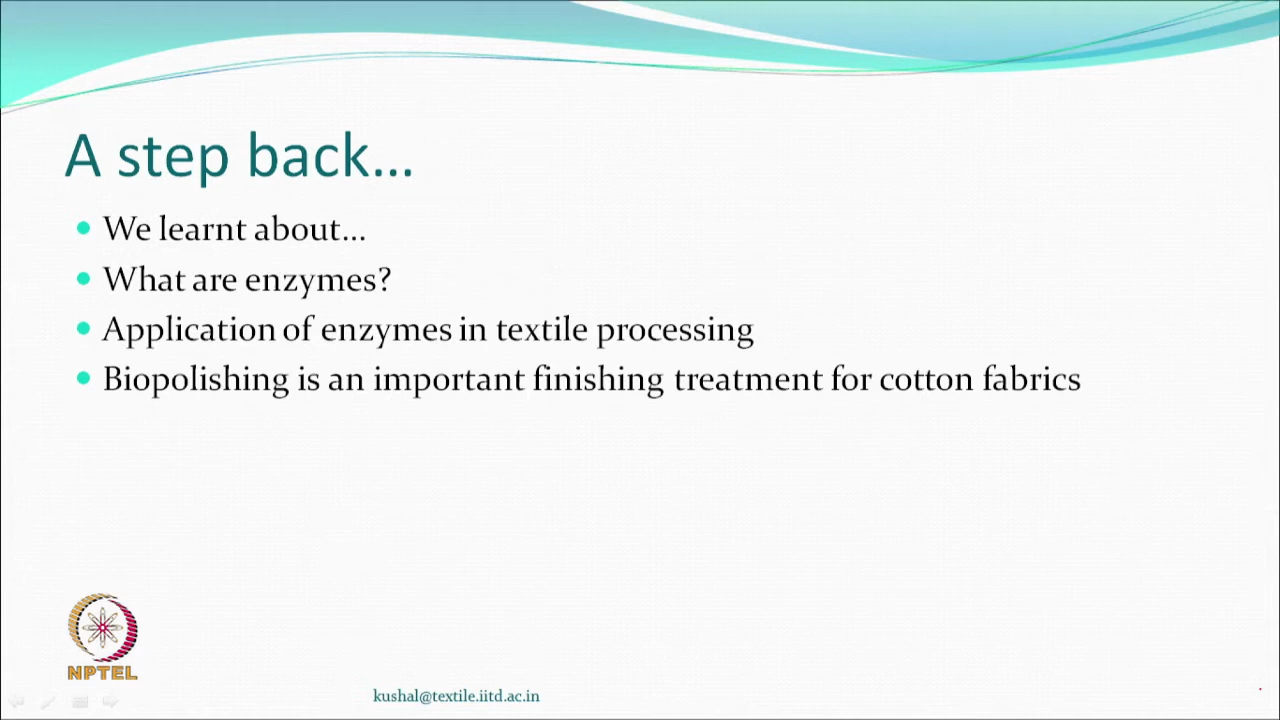 A step back...
We learnt about...
What are enzymes?
Application of enzymes in textile processing
Biopolishing is an important finishing treatment for cotton fabrics
NPTEL
kushal@textile.iitd.ac.in